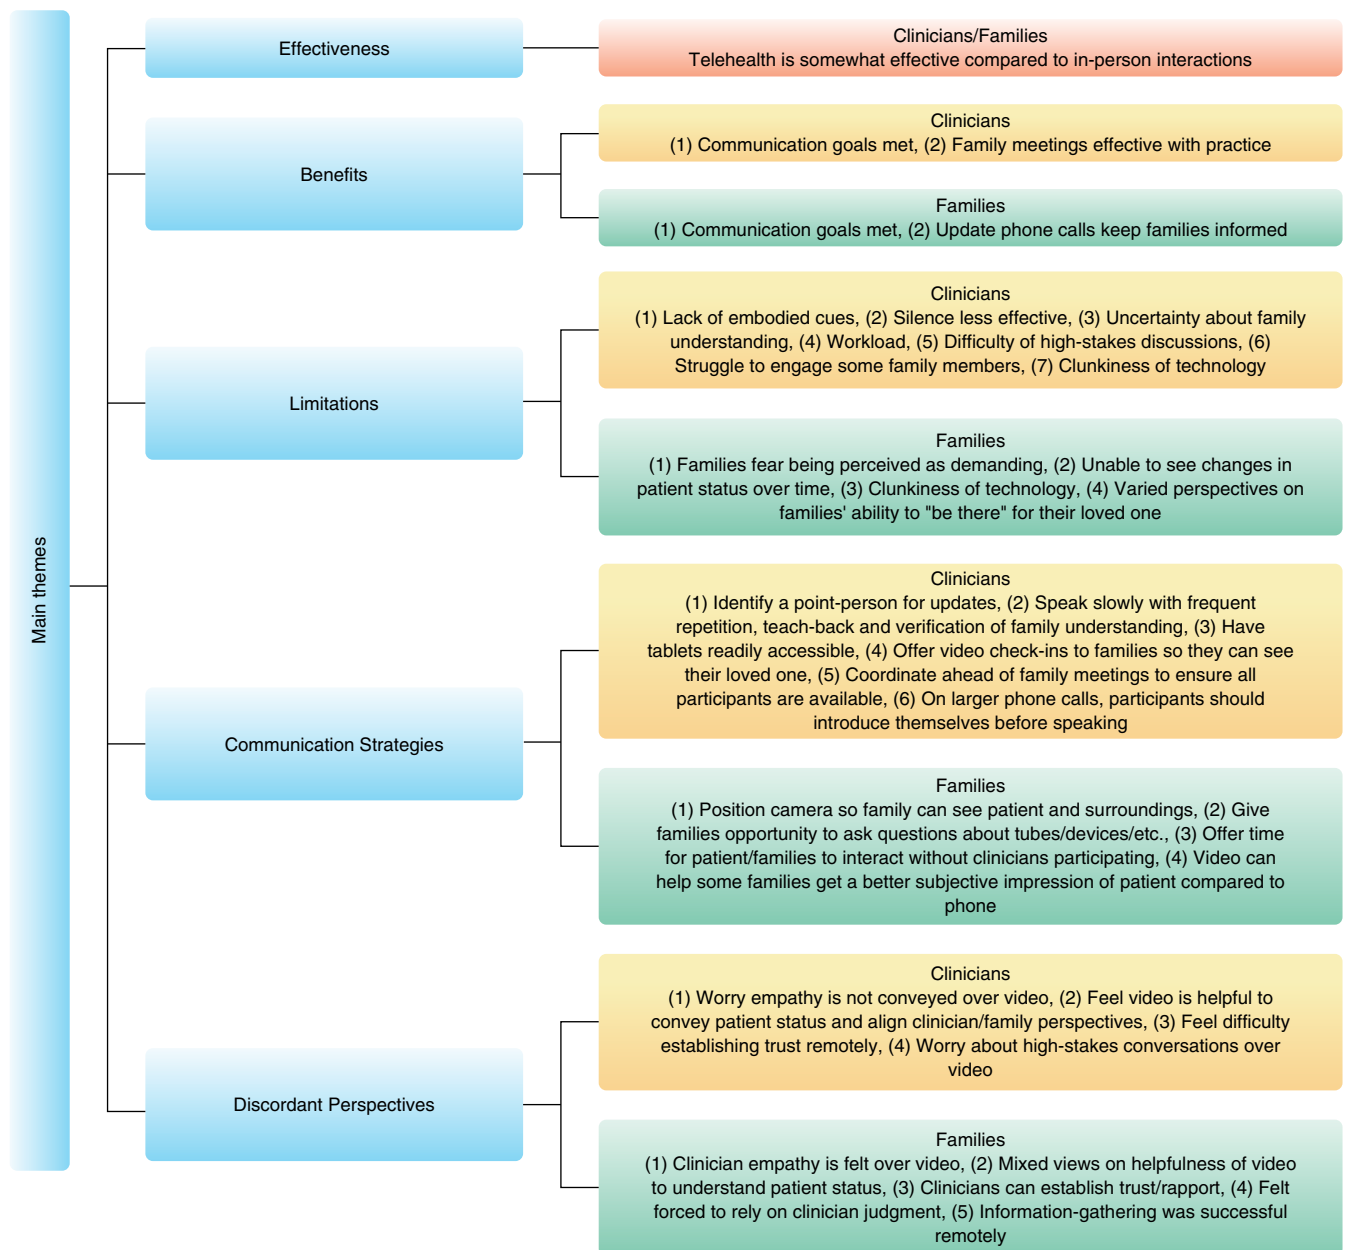 Main themes
Effectiveness
Clinicians/Families
Telehealth is somewhat effective compared to in-person interactions
Benefits
Clinicians
(1) Communication goals met, (2) Family meetings effective with practice
Families
(1) Communication goals met, (2) Update phone calls keep families informed
Limitations
Clinicians
(1) Lack of embodied cues, (2) Silence less effective, (3) Uncertainty about family
understanding, (4) Workload, (5) Difficulty of high-stakes discussions, (6)
Struggle to engage some family members, (7) Clunkiness of technology
Families
(1) Families fear being perceived as demanding, (2) Unable to see changes in
patient status over time, (3) Clunkiness of technology, (4) Varied perspectives on
families' ability to "be there" for their loved one
Communication Strategies
Clinicians
(1) Identify a point-person for updates, (2) Speak slowly with frequent
repetition, teach-back and verification of family understanding, (3) Have
tablets readily accessible, (4) Offer video check-ins to families so they can see
their loved one, (5) Coordinate ahead of family meetings to ensure all
participants are available, (6) On larger phone calls, participants should
introduce themselves before speaking
Families
(1) Position camera so family can see patient and surroundings, (2) Give
families opportunity to ask questions about tubes/devices/etc., (3) Offer time
for patient/families to interact without clinicians participating, (4) Video can
help some families get a better subjective impression of patient compared to
phone
Discordant Perspectives
Clinicians
(1) Worry empathy is not conveyed over video, (2) Feel video is helpful to
convey patient status and align clinician/family perspectives, (3) Feel difficulty
establishing trust remotely, (4) Worry about high-stakes conversations over
video
Families
(1) Clinician empathy is felt over video, (2) Mixed views on helpfulness of video
to understand patient status, (3) Clinicians can establish trust/rapport, (4) Felt
forced to rely on clinician judgment, (5) Information-gathering was successful
remotely